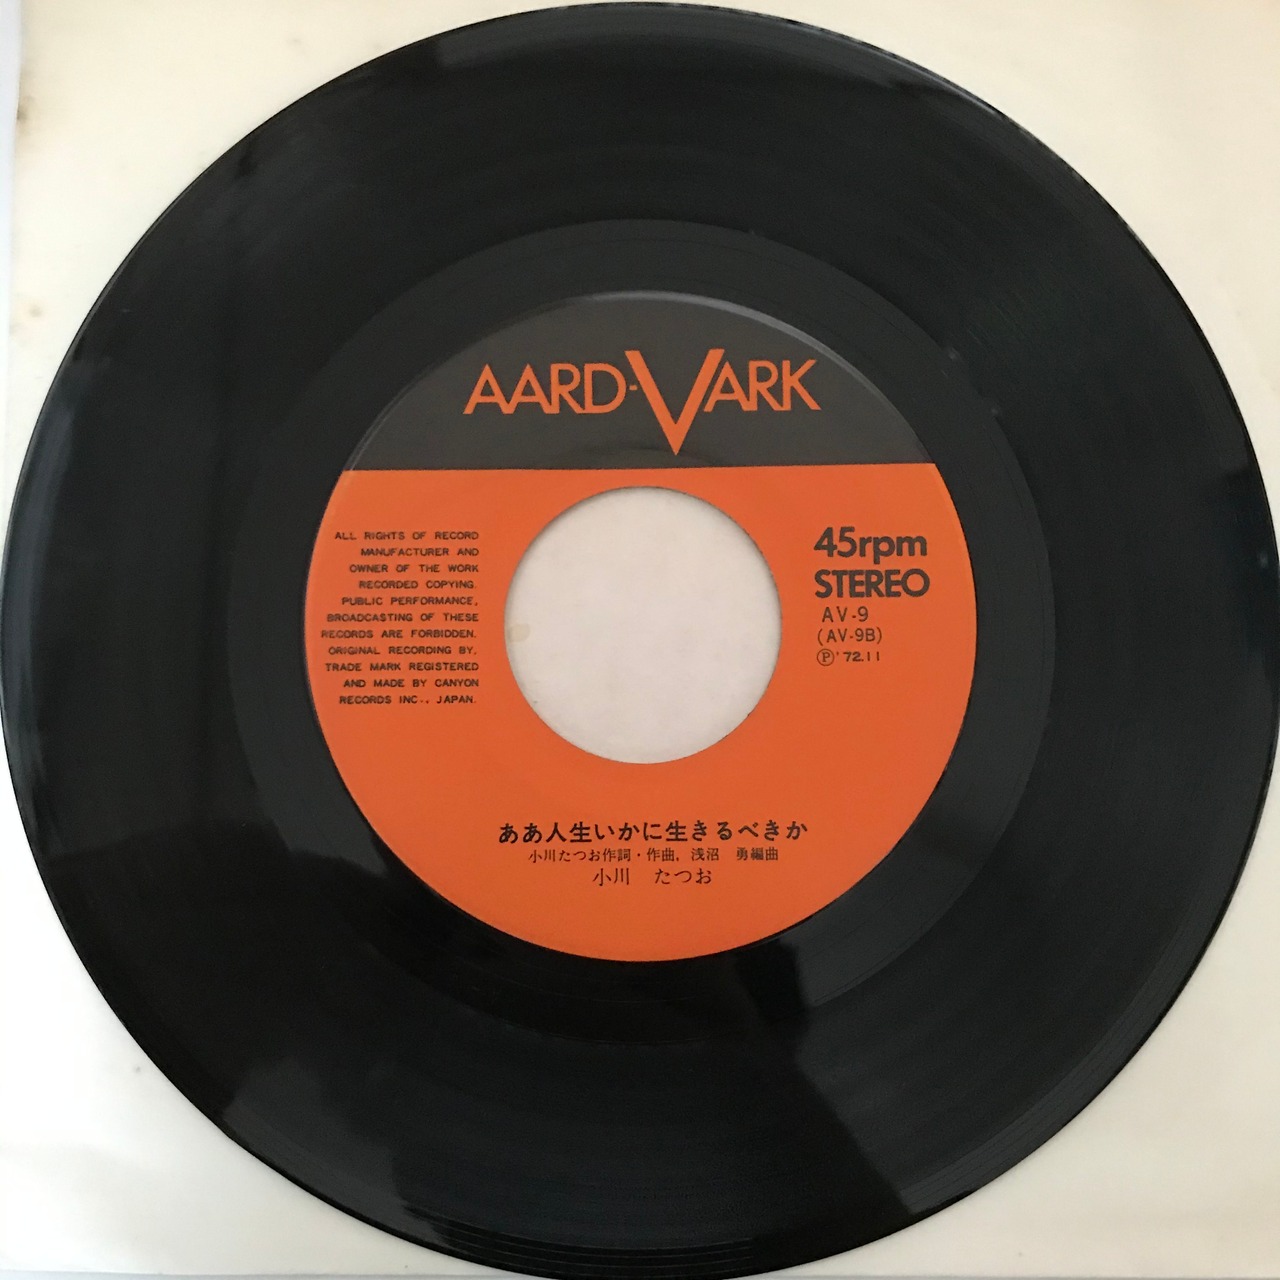 AARD-VARK
ALL RIGHTS OF RECORD
MANUFACTURER AND
OWNER OF THE WORK
RECORDED COPYING.
PUBLIC PERFORMANCE,
BROADCASTING OF THESE
RECORDS ARE FORBIDDEN.
ORIGINAL RECORDING BY,
TRADE MARK REGISTERED
AND MADE BY CANYON
RECORDS INC., JAPAN.
45rpm
STEREO
AV-9
(AV-9B)
Ⓟ'72.11
ああ人生いかに生きるべきか
小川たつお作詞・作曲, 浅沼　勇編曲
小川　たつお